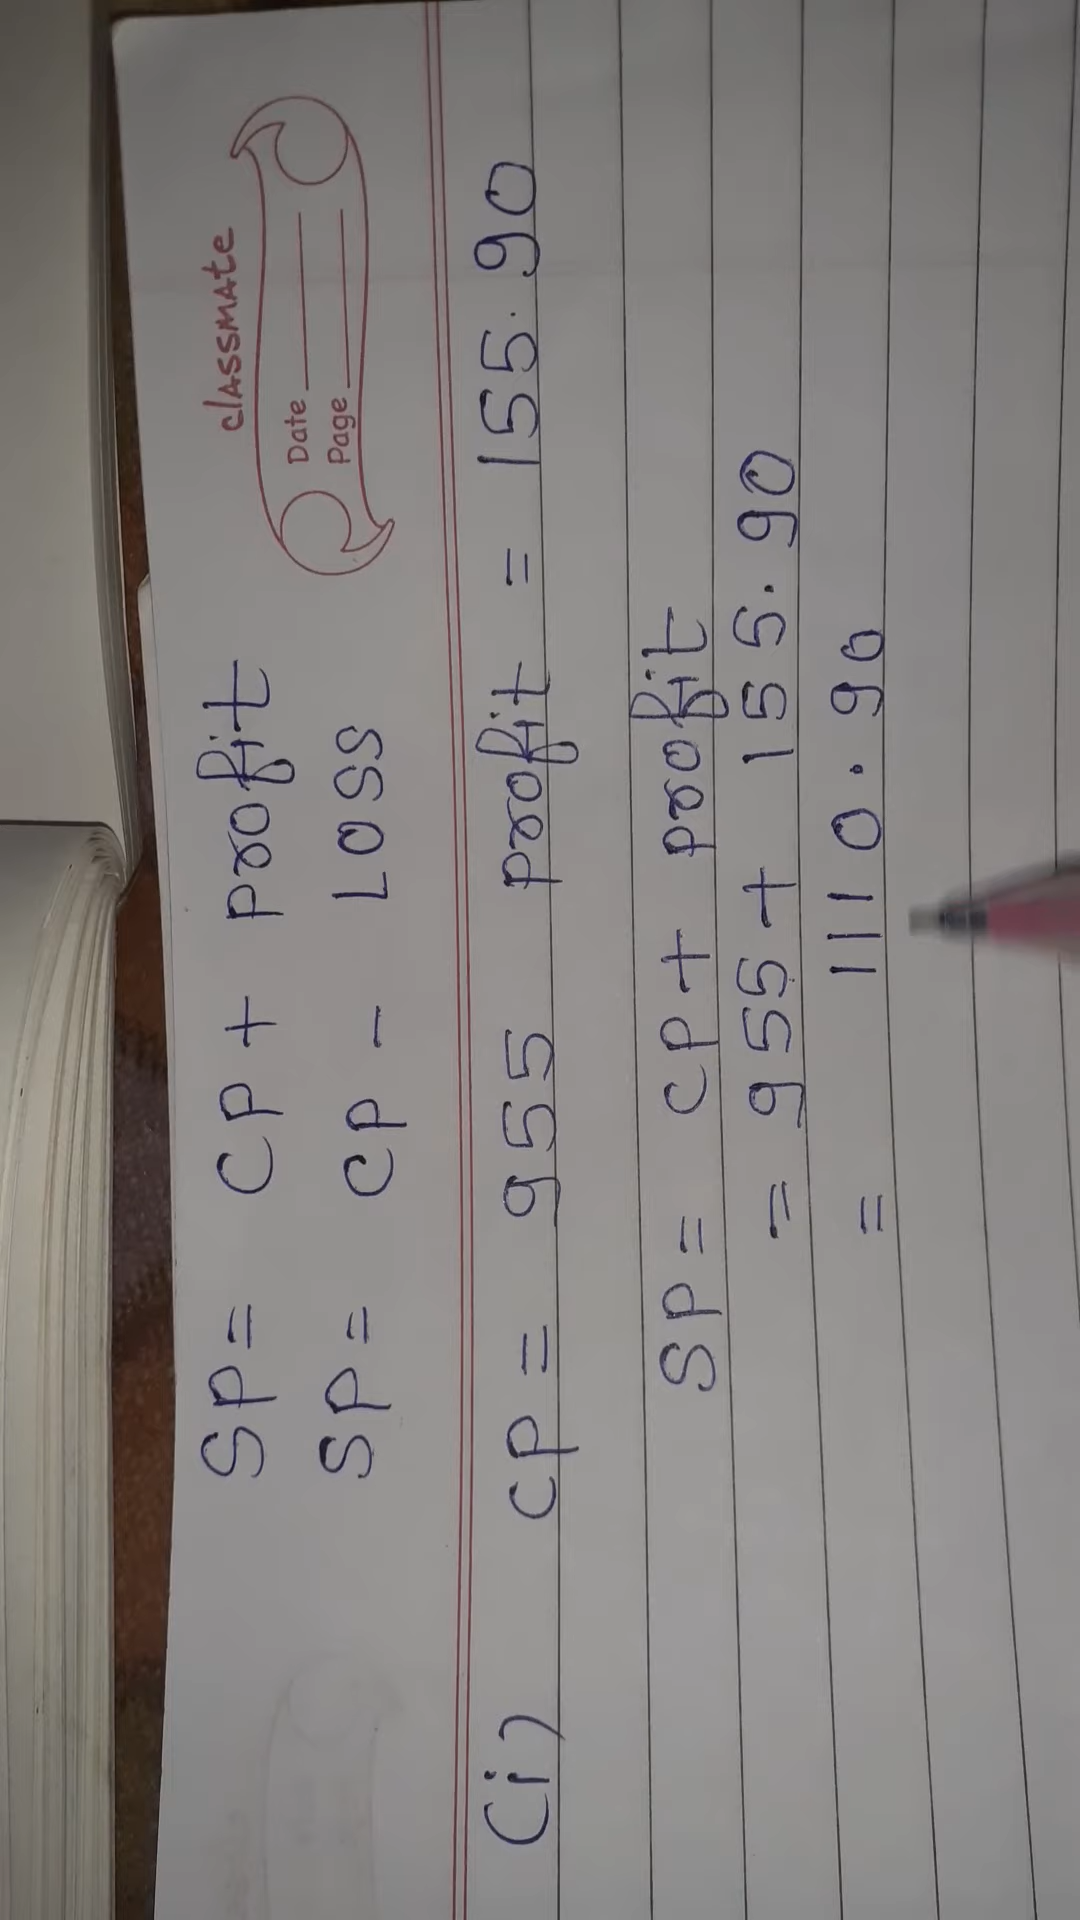 classmate
Date
Page
SP = CP + profit
SP = CP - LOSS
(i) CP = 955 profit = 155.90
SP = CP + profit
= 955 + 155.90
= 1110.90